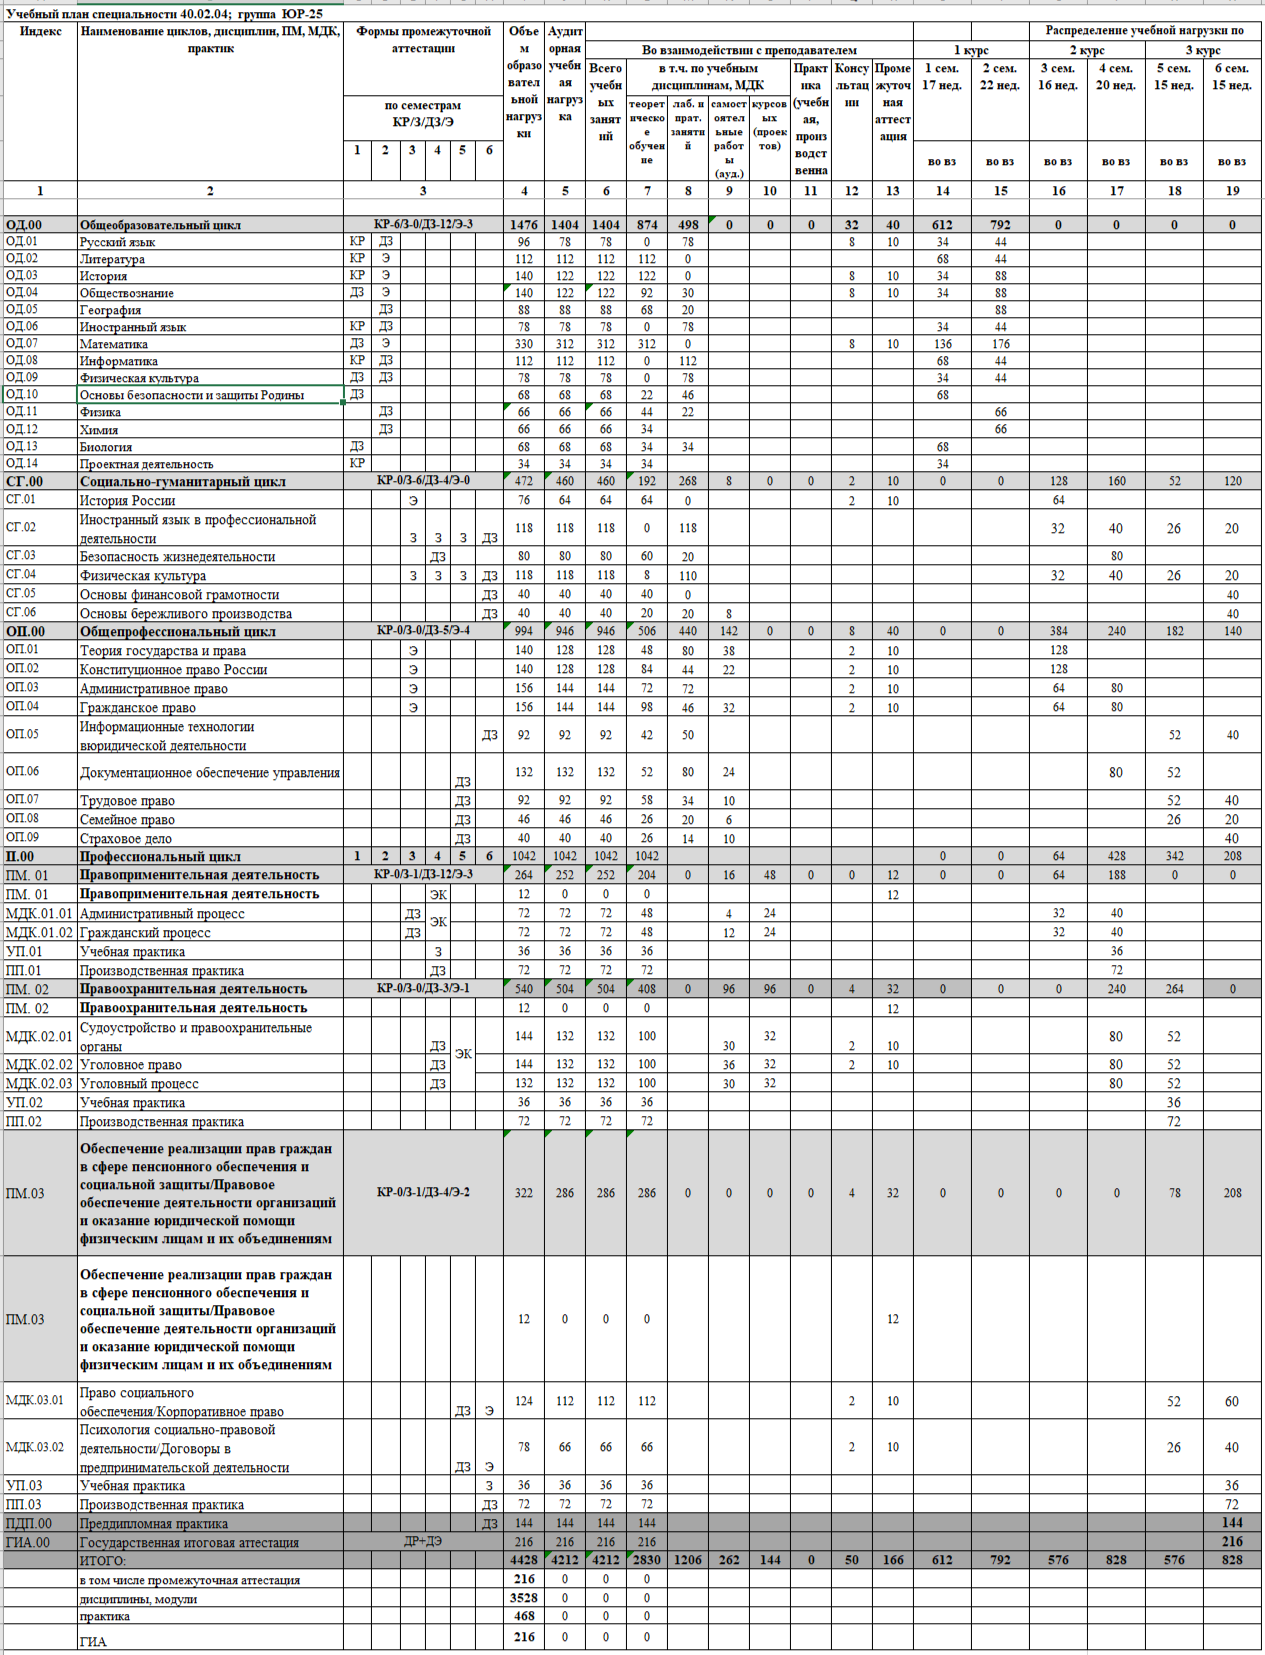 Учебный план специальности 40.02.04; группа ЮР-25
Индекс Наименование циклов, дисциплин, ПМ, МДК, практик Формы промежуточной аттестации Объем образовательной нагрузки Аудиторная учебная нагрузка Распределение учебной нагрузки по
Во взаимодействии с преподавателем 1 курс 2 курс 3 курс
Всего учебных занятий в т.ч. по учебным дисциплинам, МДК Практика (учебная, производственна Консультации Промежуточная аттестация 1 сем. 17 нед. 2 сем. 22 нед. 3 сем. 16 нед. 4 сем. 20 нед. 5 сем. 15 нед. 6 сем. 15 нед.
по семестрам КР/З/ДЗ/Э теоретическое обучение лаб. и прат. занятий самостоятельные работы (ауд.) курсовых (проектов)
1 2 3 4 5 6 во вз во вз во вз во вз во вз во вз
1 2 3 4 5 6 7 8 9 10 11 12 13 14 15 16 17 18 19
ОД.00 Общеобразовательный цикл КР-6/З-0/ДЗ-12/Э-3 1476 1404 1404 874 498 0 0 0 32 40 612 792 0 0 0 0
ОД.01 Русский язык КР ДЗ 96 78 78 0 78 8 10 34 44
ОД.02 Литература КР Э 112 112 112 112 0 68 44
ОД.03 История КР Э 140 122 122 122 0 8 10 34 88
ОД.04 Обществознание ДЗ Э 140 122 122 92 30 8 10 34 88
ОД.05 География ДЗ 88 88 88 68 20 88
ОД.06 Иностранный язык КР ДЗ 78 78 78 0 78 34 44
ОД.07 Математика ДЗ Э 330 312 312 312 0 8 10 136 176
ОД.08 Информатика КР ДЗ 112 112 112 0 112 68 44
ОД.09 Физическая культура ДЗ ДЗ 78 78 78 0 78 34 44
ОД.10 Основы безопасности и защиты Родины ДЗ 68 68 68 22 46 68
ОД.11 Физика ДЗ 66 66 66 44 22 66
ОД.12 Химия ДЗ 66 66 66 34 66
ОД.13 Биология ДЗ 68 68 68 34 34 68
ОД.14 Проектная деятельность КР 34 34 34 34 34
СГ.00 Социально-гуманитарный цикл КР-0/З-6/ДЗ-4/Э-0 472 460 460 192 268 8 0 0 2 10 0 0 128 160 52 120
СГ.01 История России Э 76 64 64 64 0 2 10 64
СГ.02 Иностранный язык в профессиональной деятельности З З З ДЗ 118 118 118 0 118 32 40 26 20
СГ.03 Безопасность жизнедеятельности ДЗ 80 80 80 60 20 80
СГ.04 Физическая культура З З З ДЗ 118 118 118 8 110 32 40 26 20
СГ.05 Основы финансовой грамотности ДЗ 40 40 40 40 0 40
СГ.06 Основы бережливого производства ДЗ 40 40 40 20 20 8 40
ОП.00 Общепрофессиональный цикл КР-0/З-0/ДЗ-5/Э-4 994 946 946 506 440 142 0 0 8 40 0 0 384 240 182 140
ОП.01 Теория государства и права Э 140 128 128 48 80 38 2 10 128
ОП.02 Конституционное право России Э 140 128 128 84 44 22 2 10 128
ОП.03 Административное право Э 156 144 144 72 72 2 10 64 80
ОП.04 Гражданское право Э 156 144 144 98 46 32 2 10 64 80
ОП.05 Информационные технологии вюридической деятельности ДЗ 92 92 92 42 50 52 40
ОП.06 Документационное обеспечение управления ДЗ 132 132 132 52 80 24 80 52
ОП.07 Трудовое право ДЗ 92 92 92 58 34 10 52 40
ОП.08 Семейное право ДЗ 46 46 46 26 20 6 26 20
ОП.09 Страховое дело ДЗ 40 40 40 26 14 10 40
П.00 Профессиональный цикл 1 2 3 4 5 6 1042 1042 1042 1042 0 0 64 428 342 208
ПМ. 01 Правоприменительная деятельность КР-0/З-1/ДЗ-12/Э-3 264 252 252 204 0 16 48 0 0 12 0 0 64 188 0 0
ПМ. 01 Правоприменительная деятельность ЭК 12 0 0 0 12
МДК.01.01 Административный процесс ДЗ ЭК 72 72 72 48 4 24 32 40
МДК.01.02 Гражданский процесс ДЗ 72 72 72 48 12 24 32 40
УП.01 Учебная практика З 36 36 36 36 36
ПП.01 Производственная практика ДЗ 72 72 72 72 72
ПМ. 02 Правоохранительная деятельность КР-0/З-0/ДЗ-3/Э-1 540 504 504 408 0 96 96 0 4 32 0 0 0 240 264 0
ПМ. 02 Правоохранительная деятельность 12 0 0 0 12
МДК.02.01 Судоустройство и правоохранительные органы ДЗ ЭК 144 132 132 100 30 32 2 10 80 52
МДК.02.02 Уголовное право ДЗ 144 132 132 100 36 32 2 10 80 52
МДК.02.03 Уголовный процесс ДЗ 132 132 132 100 30 32 80 52
УП.02 Учебная практика 36 36 36 36 36
ПП.02 Производственная практика 72 72 72 72 72
ПМ.03 Обеспечение реализации прав граждан в сфере пенсионного обеспечения и социальной защиты/Правовое обеспечение деятельности организаций и оказание юридической помощи физическим лицам и их объединениям КР-0/З-1/ДЗ-4/Э-2 322 286 286 286 0 0 0 0 4 32 0 0 0 0 78 208
ПМ.03 Обеспечение реализации прав граждан в сфере пенсионного обеспечения и социальной защиты/Правовое обеспечение деятельности организаций и оказание юридической помощи физическим лицам и их объединениям 12 0 0 0 12
МДК.03.01 Право социального обеспечения/Корпоративное право ДЗ Э 124 112 112 112 2 10 52 60
МДК.03.02 Психология социально-правовой деятельности/Договоры в предпринимательской деятельности ДЗ Э 78 66 66 66 2 10 26 40
УП.03 Учебная практика З 36 36 36 36 36
ПП.03 Производственная практика ДЗ 72 72 72 72 72
ПДП.00 Преддипломная практика ДЗ 144 144 144 144 144
ГИА.00 Государственная итоговая аттестация ДР+ДЭ 216 216 216 216 216
ИТОГО: 4428 4212 4212 2830 1206 262 144 0 50 166 612 792 576 828 576 828
в том числе промежуточная аттестация 216 0 0 0
дисциплины, модули 3528 0 0 0
практика 468 0 0 0
ГИА 216 0 0 0